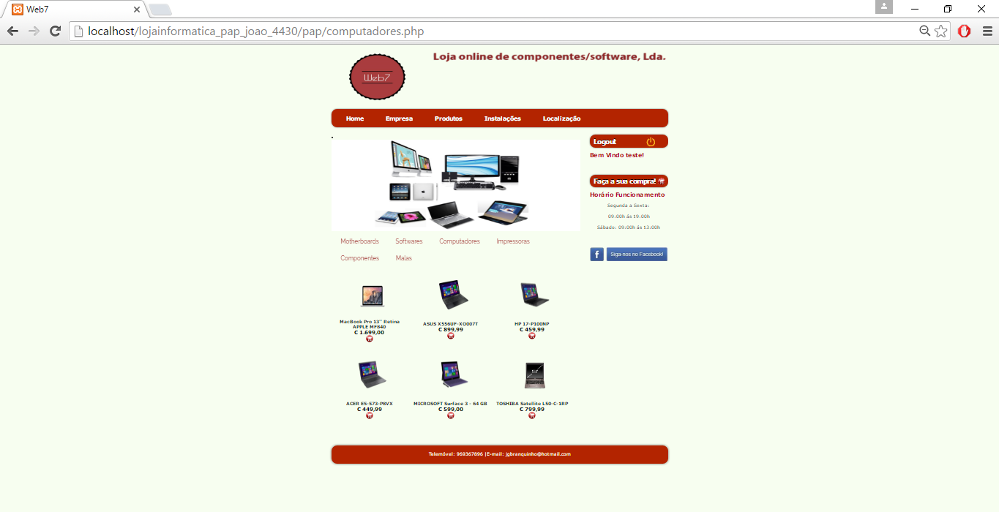 Web7
localhost/lojainformatica_pap_joao_4430/pap/computadores.php
Web7
Loja online de componentes/software, Lda.
Home Empresa Produtos Instalações Localização
Logout
Bem Vindo teste!
Faça a sua compra!
Horário Funcionamento
Segunda a Sexta:
09:00h ás 19:00h
Sábado: 09:00h ás 13:00h
Siga-nos no Facebook!
Motherboards Softwares Computadores Impressoras
Componentes Malas
MacBook Pro 13'' Retina
APPLE MF840
€ 1.699,00
ASUS X556UF-XO007T
€ 899,99
HP 17-P100NP
€ 459,99
ACER E5-573-P8VX
€ 449,99
MICROSOFT Surface 3 - 64 GB
€ 599,00
15.6"
TOSHIBA Satellite L50-C-1RP
€ 799,99
Telemóvel: 969367896 |E-mail: jgbranquinho@hotmail.com